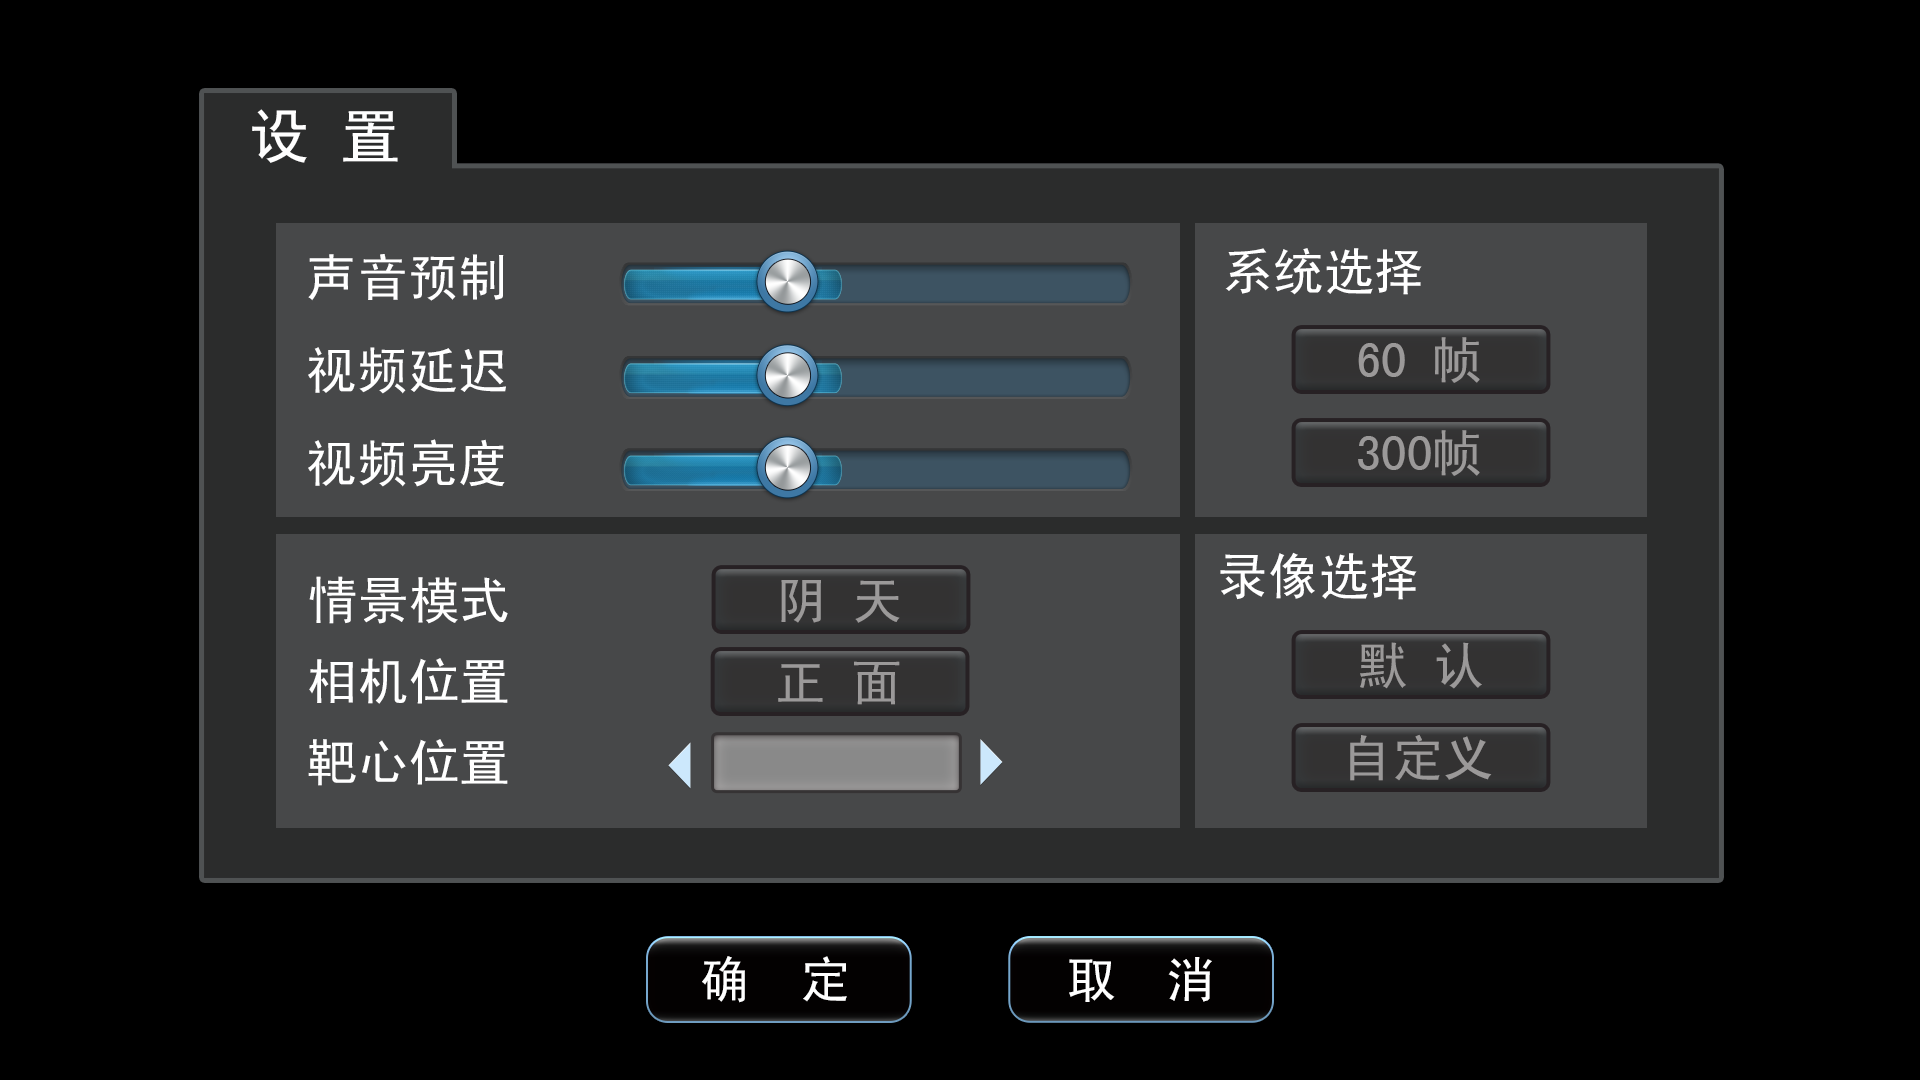 设 置
声音预制
视频延迟
视频亮度
系统选择
60 帧
300帧
情景模式
阴 天
相机位置
正 面
靶心位置
录像选择
默 认
自定义
确 定
取 消